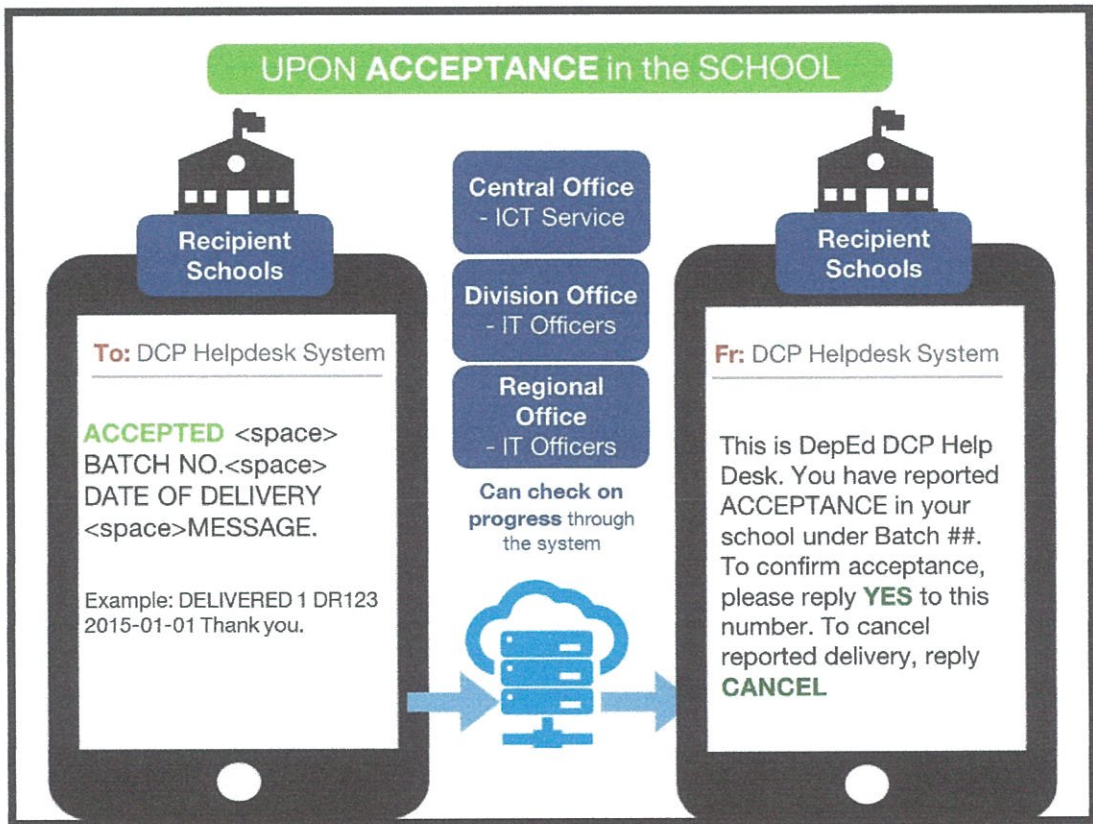 UPON ACCEPTANCE in the SCHOOL
Recipient
Schools
To: DCP Helpdesk System
ACCEPTED <space>
BATCH NO.<space>
DATE OF DELIVERY
<space>MESSAGE.
Example: DELIVERED 1 DR123
2015-01-01 Thank you.
Central Office
- ICT Service
Division Office
- IT Officers
Regional
Office
- IT Officers
Can check on
progress through
the system
Recipient
Schools
Fr: DCP Helpdesk System
This is DepEd DCP Help
Desk. You have reported
ACCEPTANCE in your
school under Batch ##.
To confirm acceptance,
please reply YES to this
number. To cancel
reported delivery, reply
CANCEL